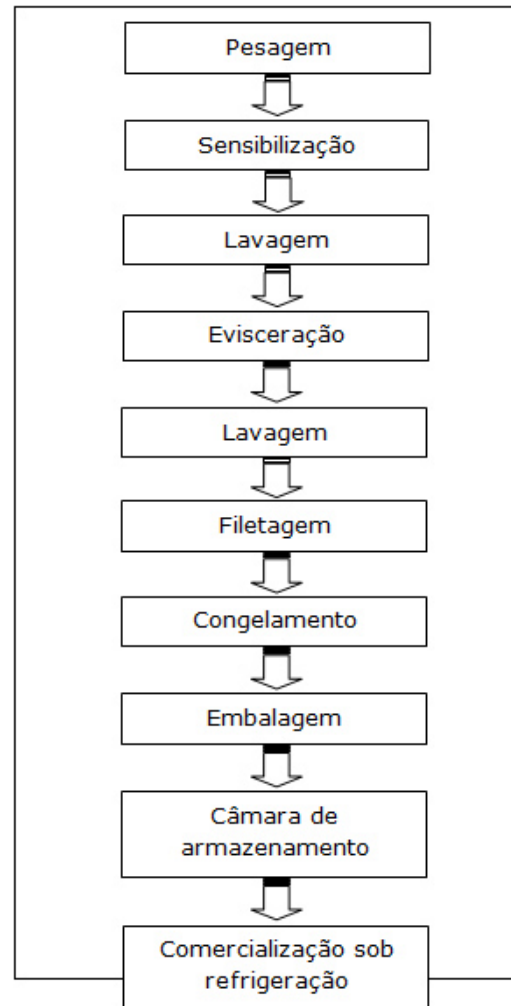 Pesagem
Sensibilização
Lavagem
Evisceração
Lavagem
Filetagem
Congelamento
Embalagem
Câmara de
armazenamento
Comercialização sob
refrigeração